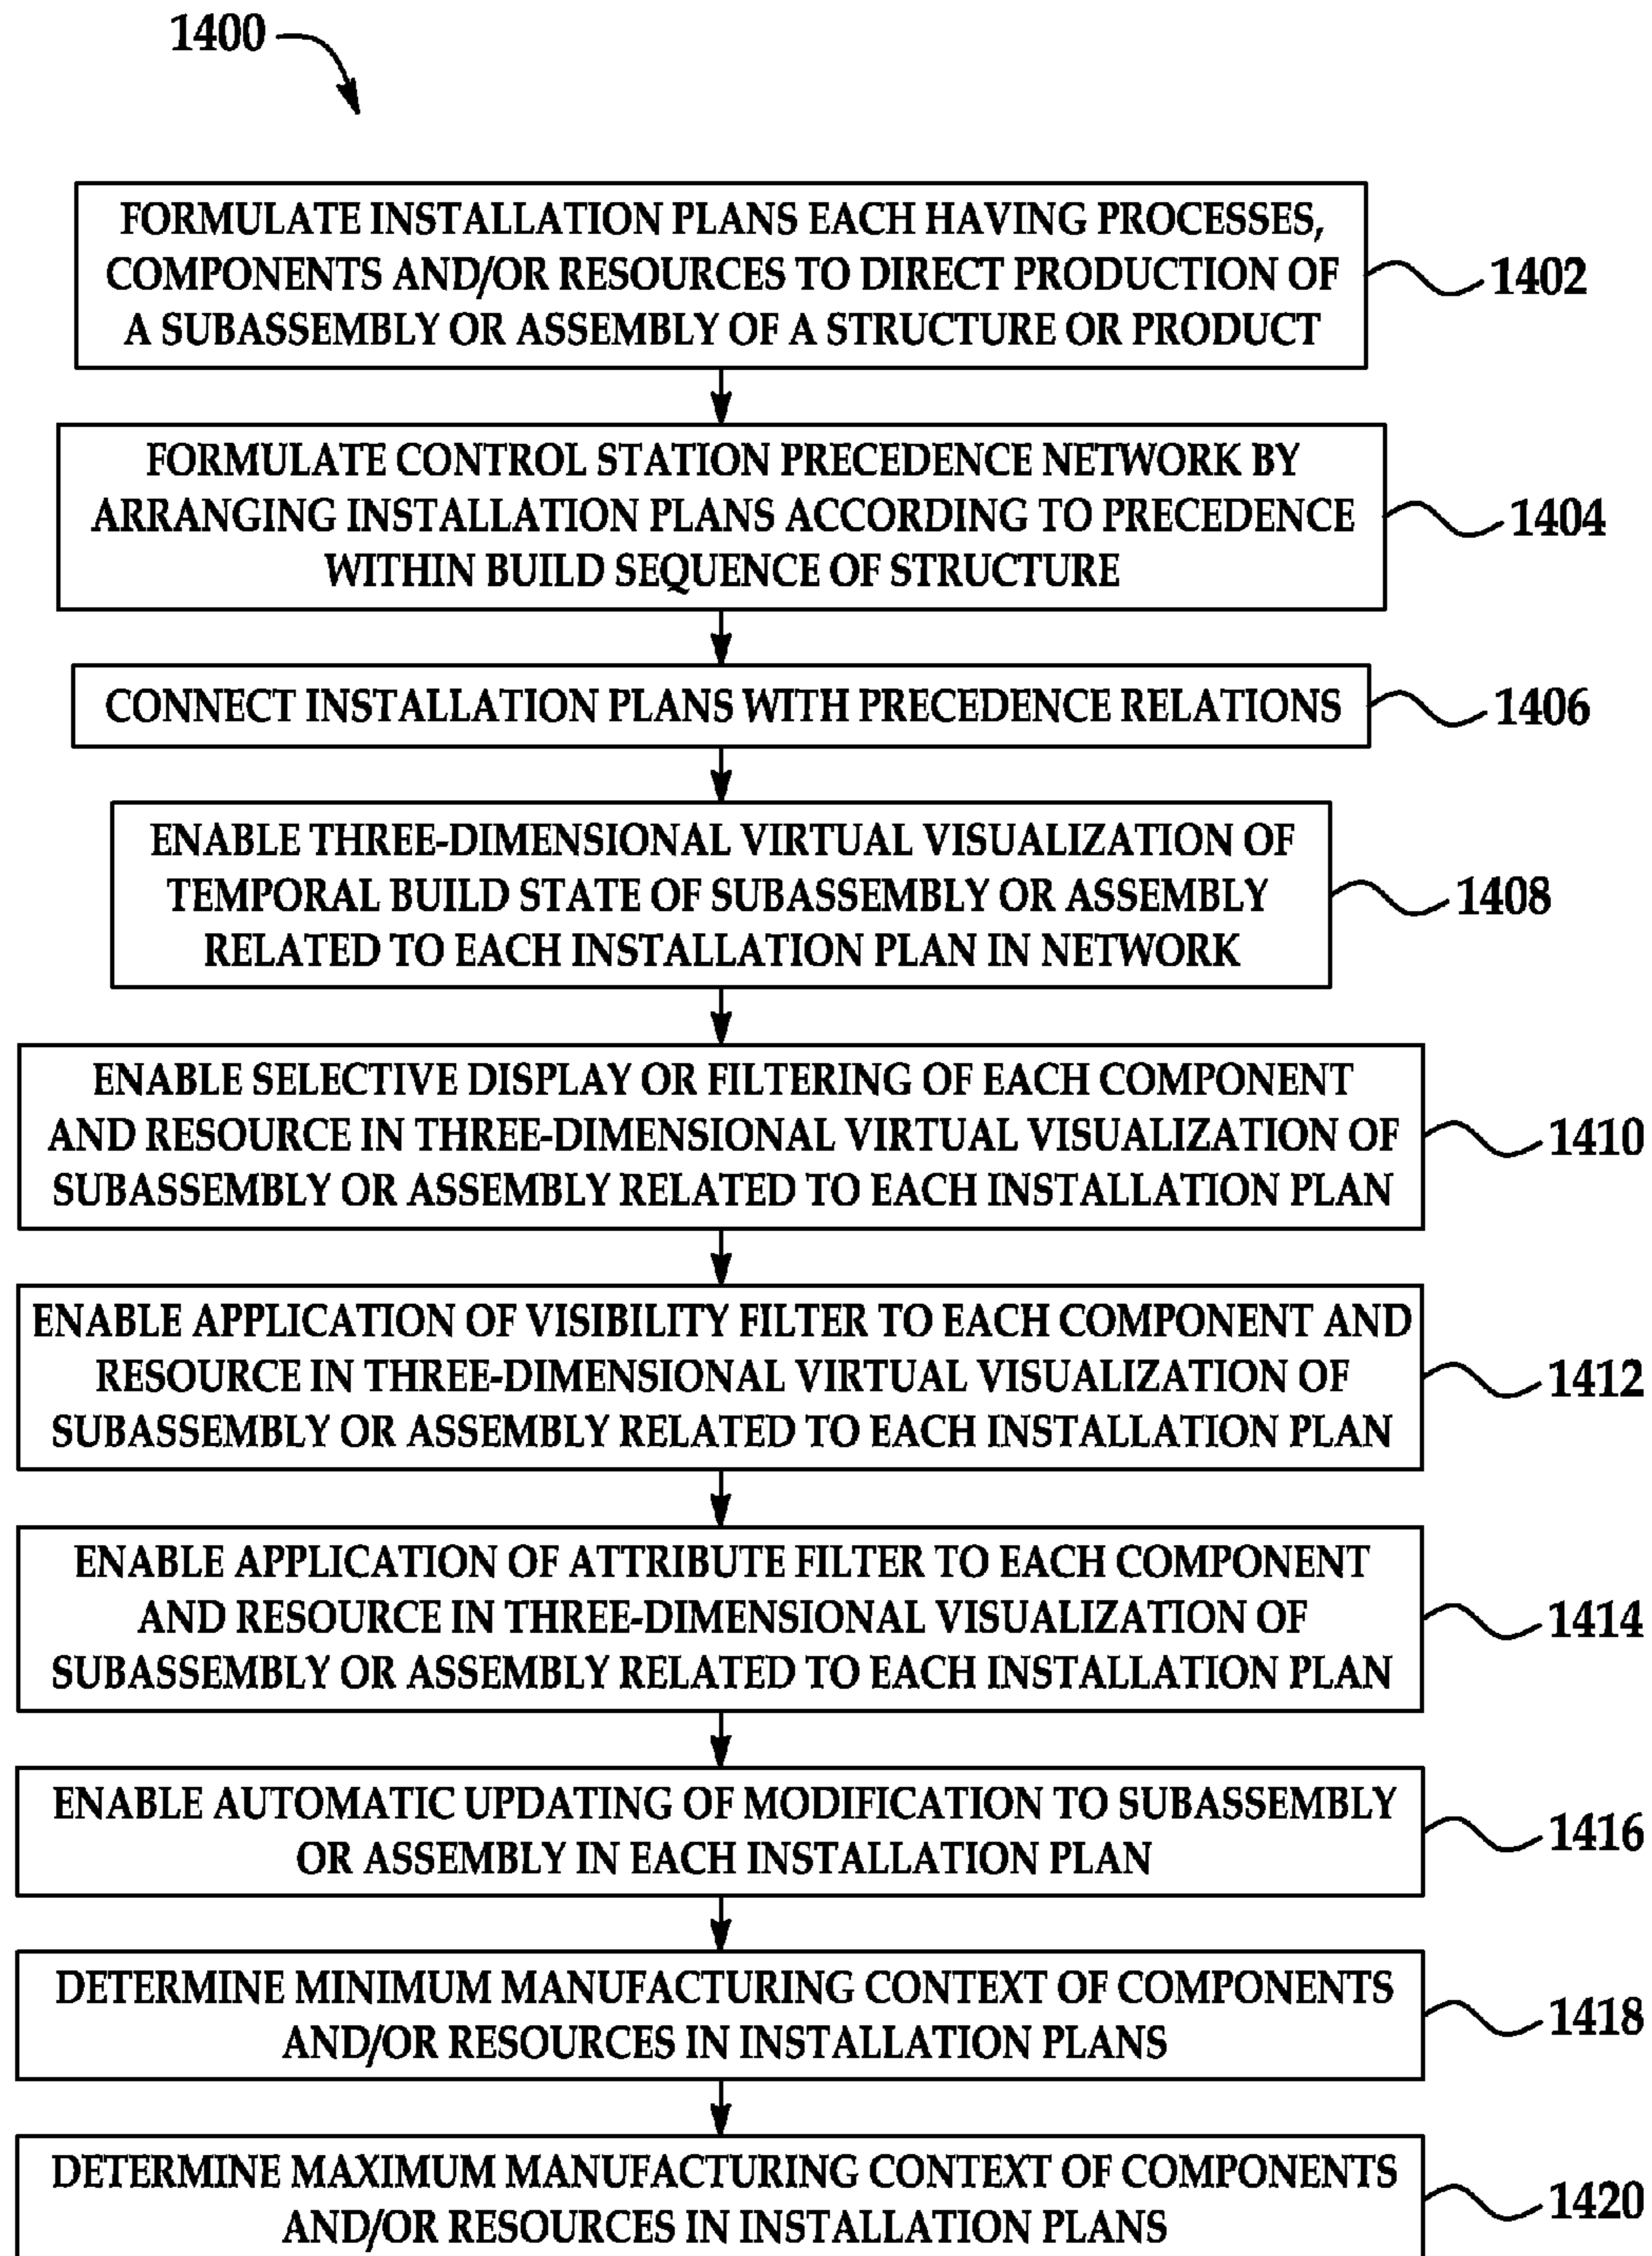 1400
FORMULATE INSTALLATION PLANS EACH HAVING PROCESSES,
COMPONENTS AND/OR RESOURCES TO DIRECT PRODUCTION OF
A SUBASSEMBLY OR ASSEMBLY OF A STRUCTURE OR PRODUCT
1402
FORMULATE CONTROL STATION PRECEDENCE NETWORK BY
ARRANGING INSTALLATION PLANS ACCORDING TO PRECEDENCE
WITHIN BUILD SEQUENCE OF STRUCTURE
1404
CONNECT INSTALLATION PLANS WITH PRECEDENCE RELATIONS
1406
ENABLE THREE-DIMENSIONAL VIRTUAL VISUALIZATION OF
TEMPORAL BUILD STATE OF SUBASSEMBLY OR ASSEMBLY
RELATED TO EACH INSTALLATION PLAN IN NETWORK
1408
ENABLE SELECTIVE DISPLAY OR FILTERING OF EACH COMPONENT
AND RESOURCE IN THREE-DIMENSIONAL VIRTUAL VISUALIZATION OF
SUBASSEMBLY OR ASSEMBLY RELATED TO EACH INSTALLATION PLAN
1410
ENABLE APPLICATION OF VISIBILITY FILTER TO EACH COMPONENT AND
RESOURCE IN THREE-DIMENSIONAL VIRTUAL VISUALIZATION OF
SUBASSEMBLY OR ASSEMBLY RELATED TO EACH INSTALLATION PLAN
1412
ENABLE APPLICATION OF ATTRIBUTE FILTER TO EACH COMPONENT
AND RESOURCE IN THREE-DIMENSIONAL VISUALIZATION OF
SUBASSEMBLY OR ASSEMBLY RELATED TO EACH INSTALLATION PLAN
1414
ENABLE AUTOMATIC UPDATING OF MODIFICATION TO SUBASSEMBLY
OR ASSEMBLY IN EACH INSTALLATION PLAN
1416
DETERMINE MINIMUM MANUFACTURING CONTEXT OF COMPONENTS
AND/OR RESOURCES IN INSTALLATION PLANS
1418
DETERMINE MAXIMUM MANUFACTURING CONTEXT OF COMPONENTS
AND/OR RESOURCES IN INSTALLATION PLANS
1420